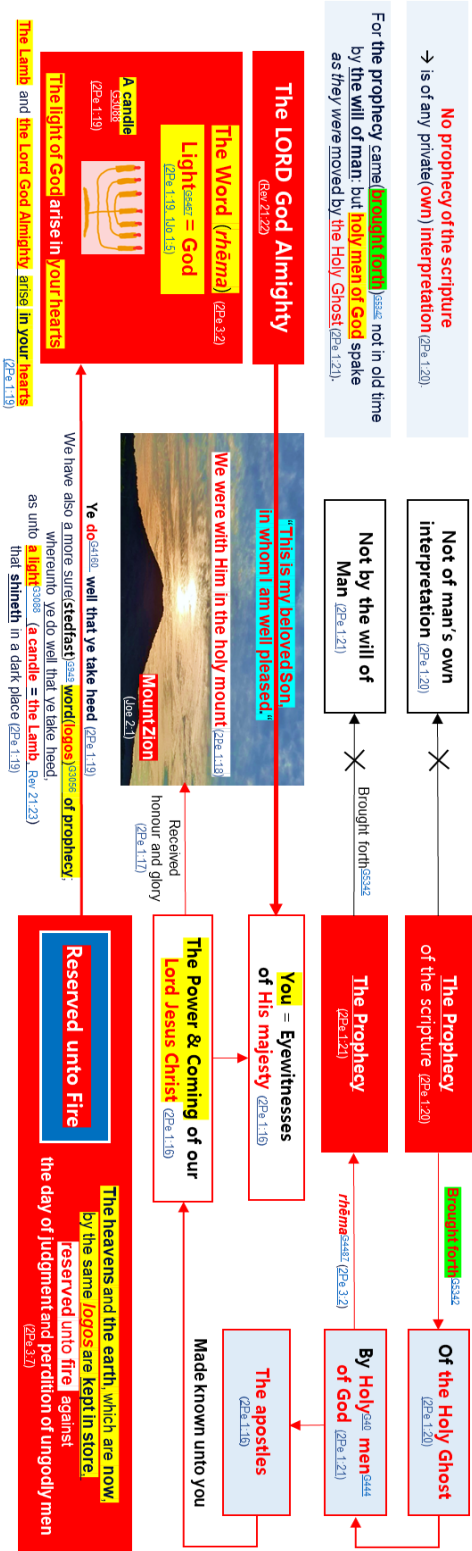 No prophecy of the scripture
→ is of any private(own) interpretation (2Pe 1:20).
Not of man's own
interpretation (2Pe 1:20)
The Prophecy
of the scripture (2Pe 1:20)
Brought forthG5342
Of the Holy Ghost
(2Pe 1:20)
For the prophecy came(brought forth)G5342 not in old time
by the will of man: but holy men of God spake
as they were moved by the Holy Ghost (2Pe 1:21).
Not by the will of
Man (2Pe 1:21)
Brought forthG5342
The Prophecy
(2Pe 1:21)
rhēmaG4487 (2Pe 3:2)
By HolyG40 menG444
of God (2Pe 1:21)
The LORD God Almighty
(Rev 21:22)
"This is my beloved Son,
in whom I am well pleased."
You = Eyewitnesses
of His majesty (2Pe 1:16)
The apostles
(2Pe 1:16)
The Word (rhēma) (2Pe 3:2)
LightG5457 = God
(2Pe 1:19, 1Jo 1:5)
A candle
G3088
(2Pe 1:19)
The light of God arise in your hearts
We were with Him in the holy mount (2Pe 1:18)
Mount Zion
(Joe 2:1)
Received
honour and glory
(2Pe 1:17)
The Power & Coming of our
Lord Jesus Christ (2Pe 1:16)
Made known unto you
The Lamb and the Lord God Almighty arise in your hearts
(2Pe 1:19)
Ye doG4160 well that ye take heed (2Pe 1:19)
We have also a more sure(stedfast)G949 word(logos)G3056 of prophecy;
whereunto ye do well that ye take heed,
as unto a lightG3088 (a candle = the Lamb, Rev 21:23)
that shineth in a dark place (2Pe 1:19)
Reserved unto Fire
The heavens and the earth, which are now,
by the same logos are kept in store,
reserved unto fire against
the day of judgment and perdition of ungodly men
(2Pe 3:7)